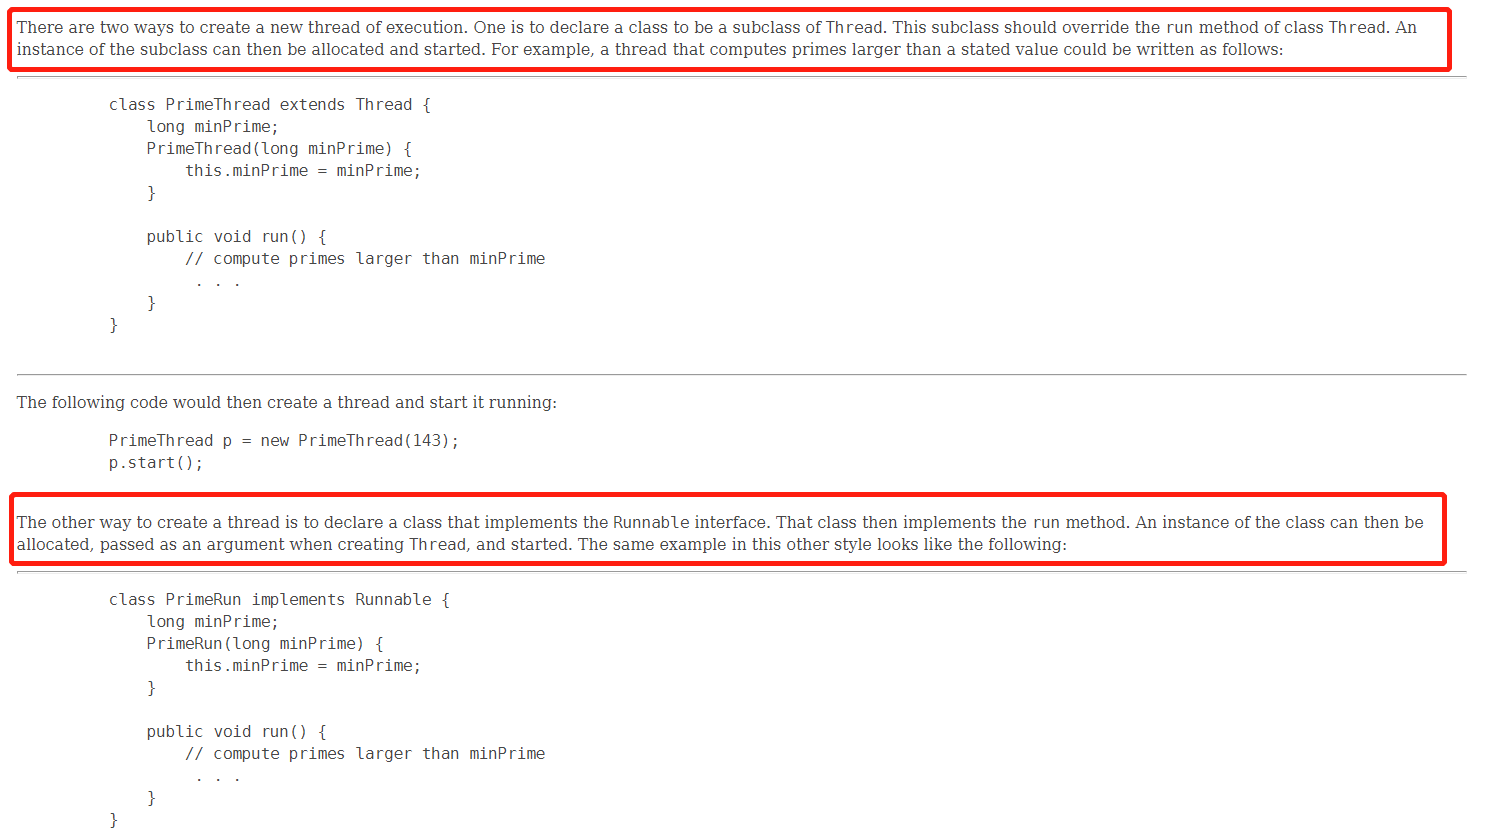 There are two ways to create a new thread of execution. One is to declare a class to be a subclass of Thread. This subclass should override the run method of class Thread. An
instance of the subclass can then be allocated and started. For example, a thread that computes primes larger than a stated value could be written as follows:
class PrimeThread extends Thread {
long minPrime;
PrimeThread(long minPrime) {
this.minPrime = minPrime;
}
public void run() {
// compute primes larger than minPrime
. . .
}
}
The following code would then create a thread and start it running:
PrimeThread p = new PrimeThread(143);
p.start();
The other way to create a thread is to declare a class that implements the Runnable interface. That class then implements the run method. An instance of the class can then be
allocated, passed as an argument when creating Thread, and started. The same example in this other style looks like the following:
class PrimeRun implements Runnable {
long minPrime;
PrimeRun(long minPrime) {
this.minPrime = minPrime;
}
public void run() {
// compute primes larger than minPrime
. . .
}
}